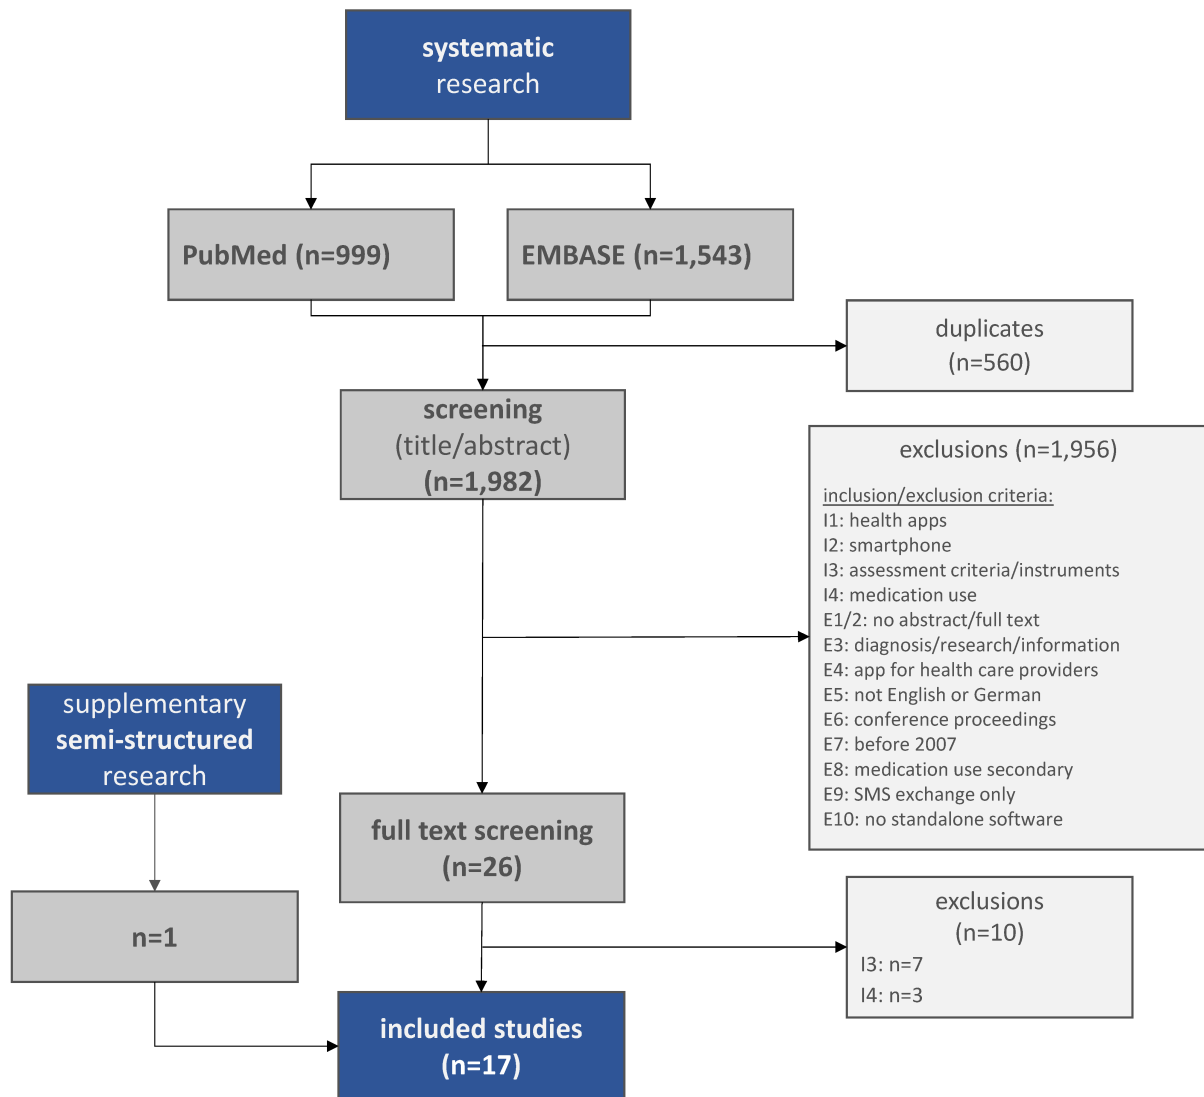 systematic
research
PubMed (n=999)
EMBASE (n=1,543)
duplicates
(n=560)
screening
(title/abstract)
(n=1,982)
exclusions (n=1,956)
inclusion/exclusion criteria:
I1: health apps
I2: smartphone
I3: assessment criteria/instruments
I4: medication use
E1/2: no abstract/full text
E3: diagnosis/research/information
E4: app for health care providers
E5: not English or German
E6: conference proceedings
E7: before 2007
E8: medication use secondary
E9: SMS exchange only
E10: no standalone software
supplementary
semi-structured
research
full text screening
(n=26)
n=1
exclusions
(n=10)
I3: n=7
I4: n=3
included studies
(n=17)